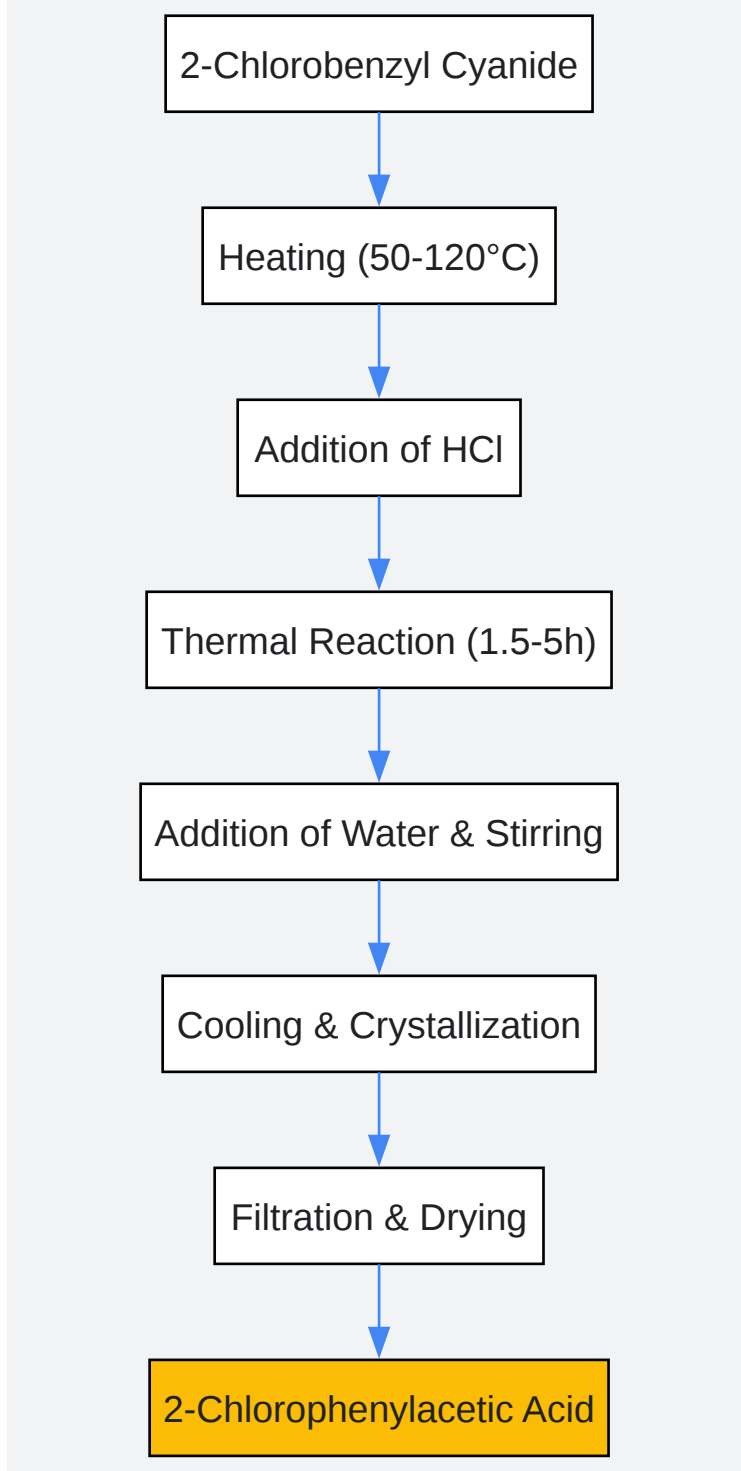 2-Chlorobenzyl Cyanide
Heating (50-120°C)
Addition of HCl
Thermal Reaction (1.5-5h)
Addition of Water & Stirring
Cooling & Crystallization
Filtration & Drying
2-Chlorophenylacetic Acid